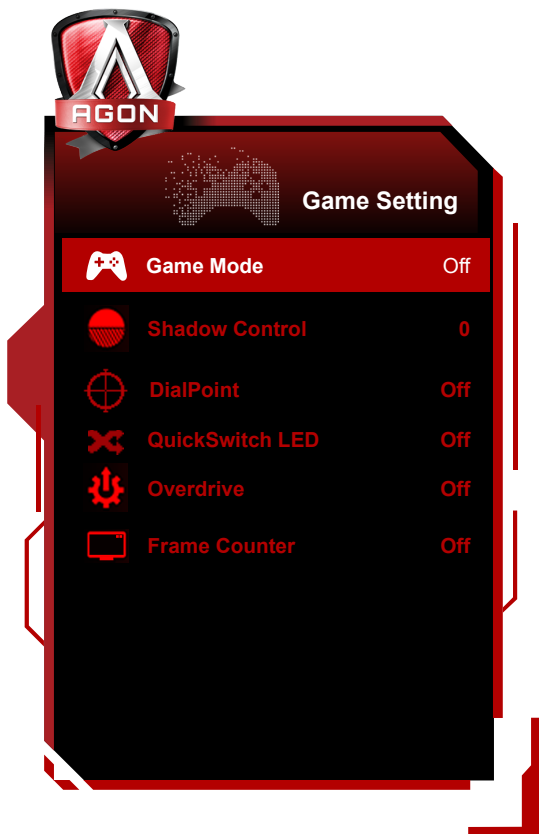 AGON
Game Setting
Game Mode Off
Shadow Control 0
DialPoint Off
QuickSwitch LED Off
Overdrive Off
Frame Counter Off